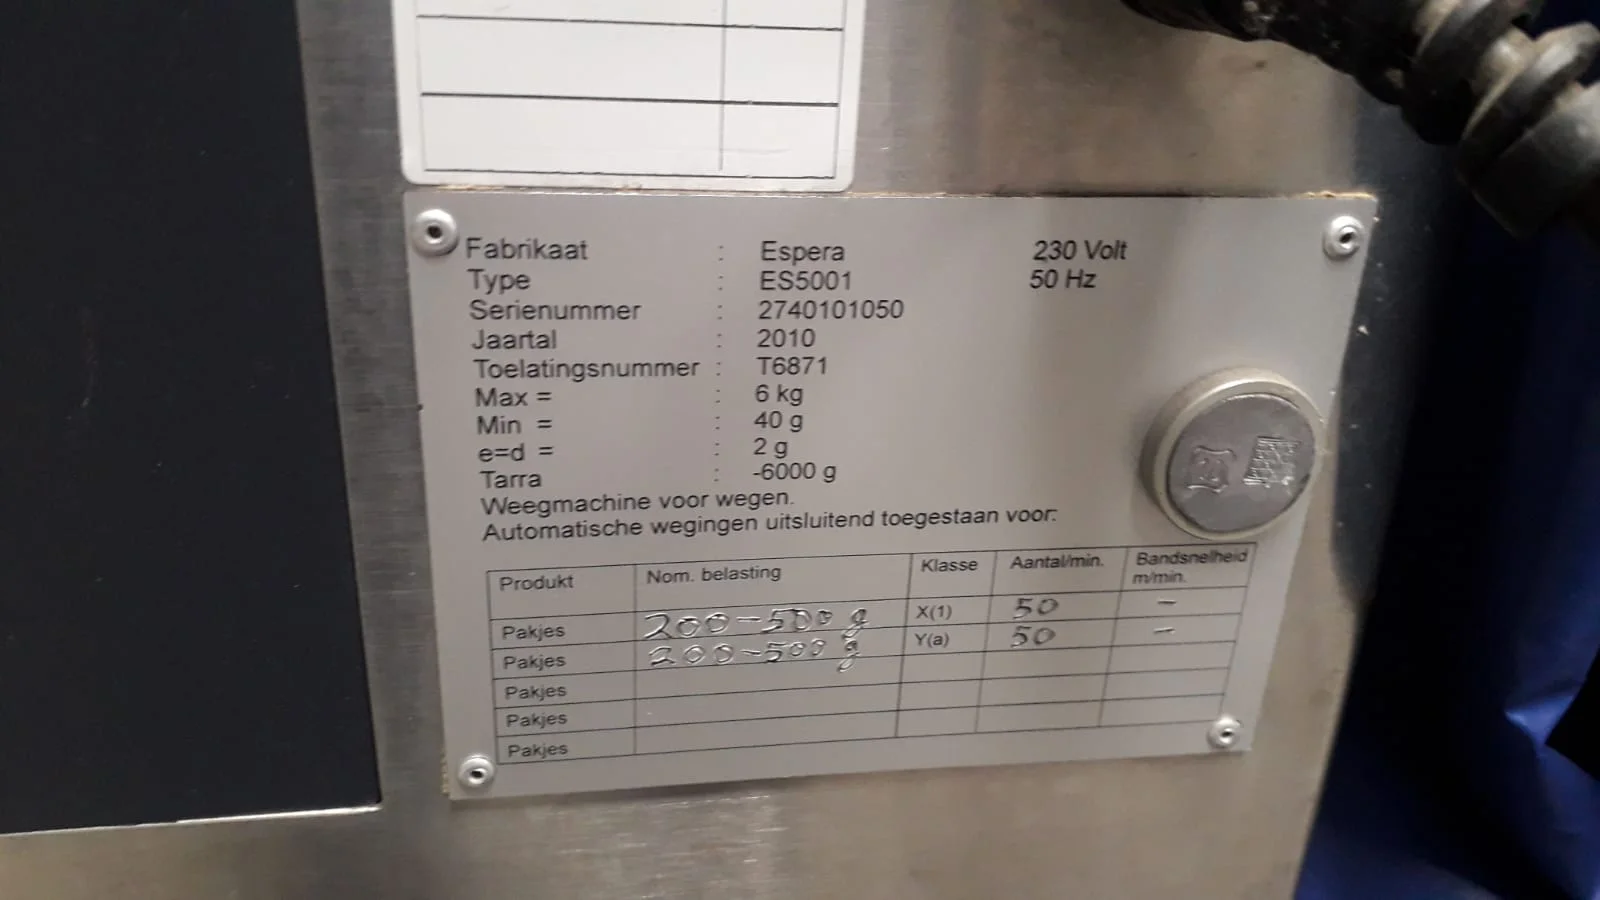 Fabrikaat : Espera 230 Volt
Type : ES5001 50 Hz
Serienummer : 2740101050
Jaartal : 2010
Toelatingsnummer : T6871
Max = : 6 kg
Min = : 40 g
e=d = : 2 g
Tarra : -6000 g
Weegmachine voor wegen.
Automatische wegingen uitsluitend toegestaan voor:
Produkt Nom. belasting Klasse Aantal/min. Bandsnelheid m/min.
Pakjes 200-500 g X(1) 50 -
Pakjes 200-500 g Y(a) 50 -
Pakjes
Pakjes
Pakjes